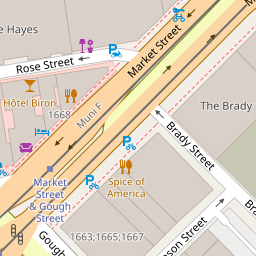 e Hayes
Rose Street
Market Street
Hôtel Biron
1668
Muni F
The Brady
Brady Street
Market
Street
& Gough
Street
Spice of
America
1663;1665;1667
Gough
son Street